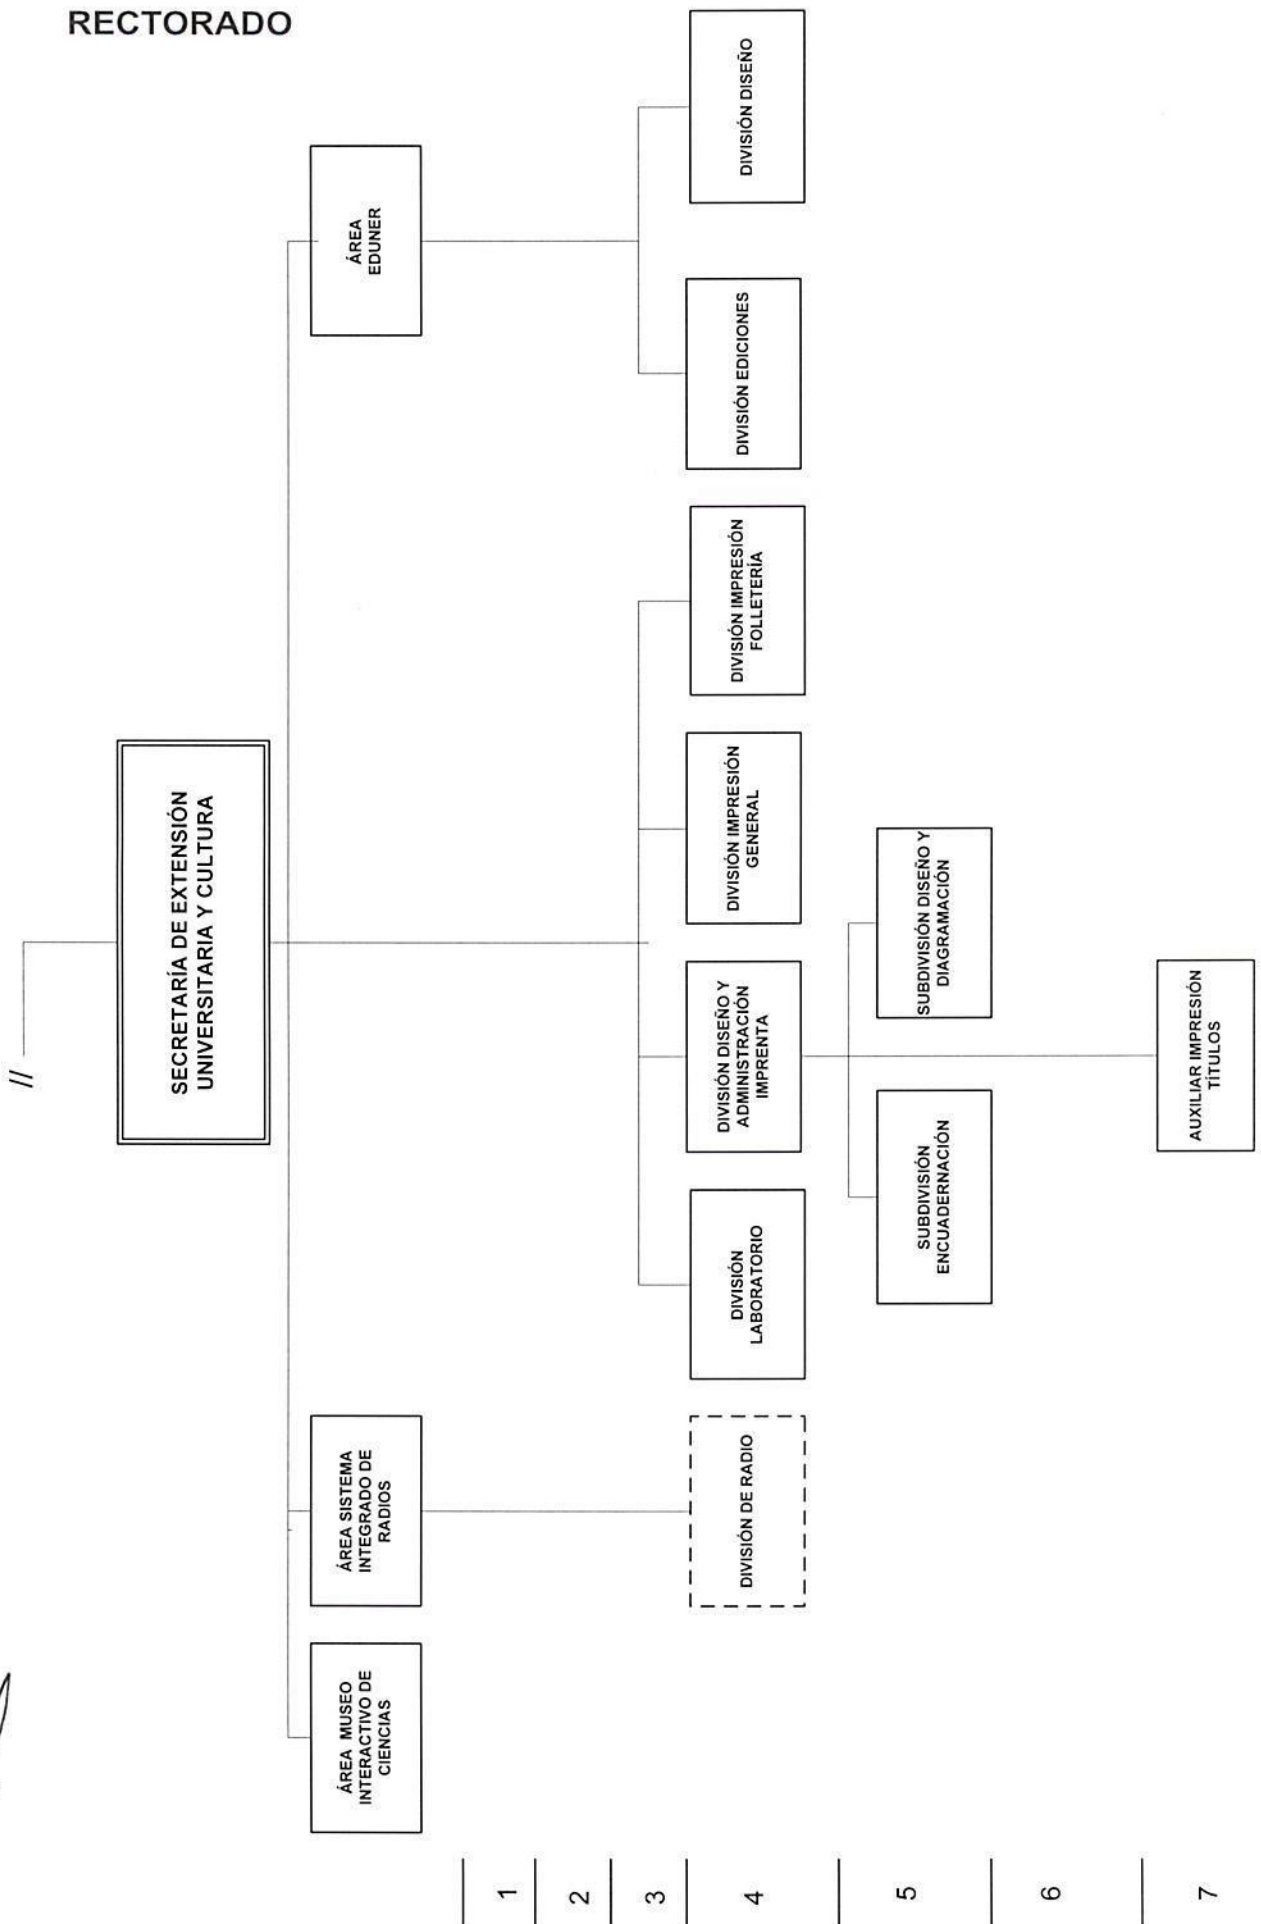 RECTORADO
//
SECRETARÍA DE EXTENSIÓN
UNIVERSITARIA Y CULTURA
ÁREA MUSEO
INTERACTIVO DE
CIENCIAS
ÁREA SISTEMA
INTEGRADO DE
RADIOS
ÁREA
EDUNER
1
2
3
4
DIVISIÓN DE RADIO
DIVISIÓN
LABORATORIO
DIVISIÓN DISEÑO Y
ADMINISTRACIÓN
IMPRENTA
DIVISIÓN IMPRESIÓN
GENERAL
DIVISIÓN IMPRESIÓN
FOLLETERÍA
DIVISIÓN EDICIONES
DIVISIÓN DISEÑO
5
SUBDIVISIÓN
ENCUADERNACIÓN
SUBDIVISIÓN DISEÑO Y
DIAGRAMACIÓN
6
7
AUXILIAR IMPRESIÓN
TÍTULOS